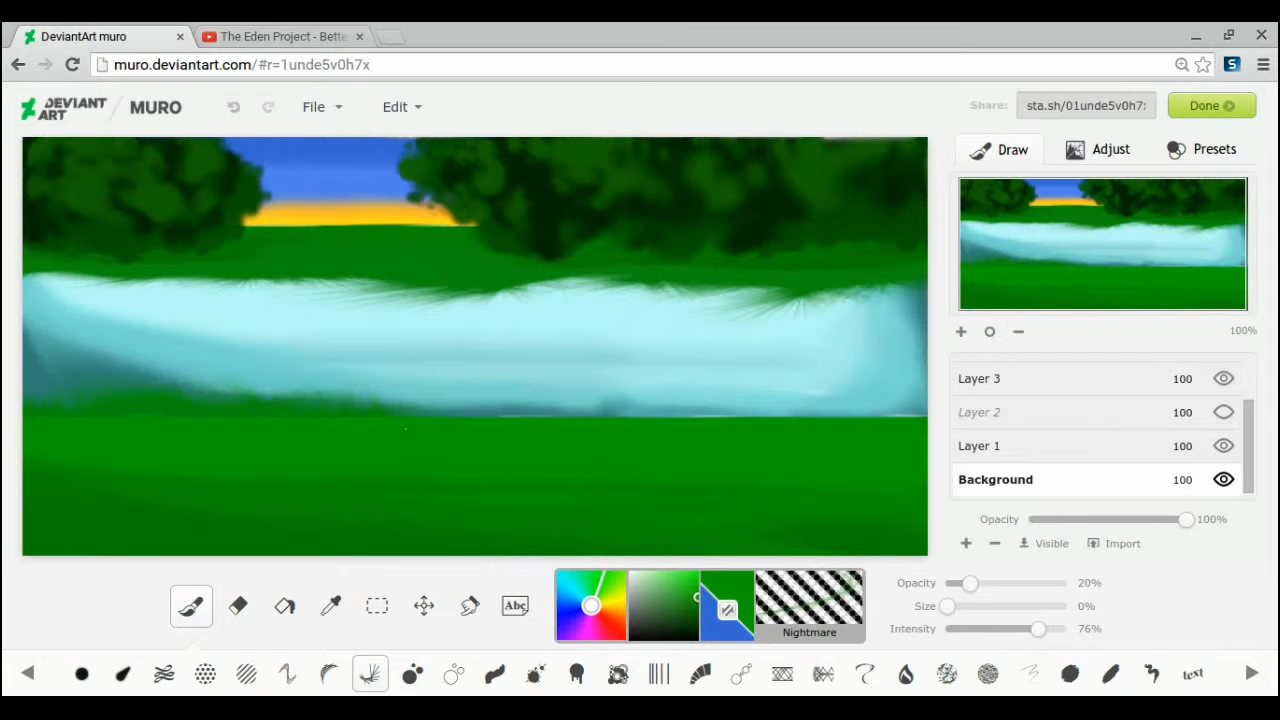 DeviantArt muro
The Eden Project - Bette
muro.deviantart.com/#r=1unde5v0h7x
DEVIANT
ART
MURO
File
Edit
Share:
sta.sh/01unde5v0h7:
Done
Draw
Adjust
Presets
100%
Layer 3
100
Layer 2
100
Layer 1
100
Background
100
Opacity
100%
Visible
Import
Abc
Nightmare
Opacity
20%
Size
0%
Intensity
76%
text